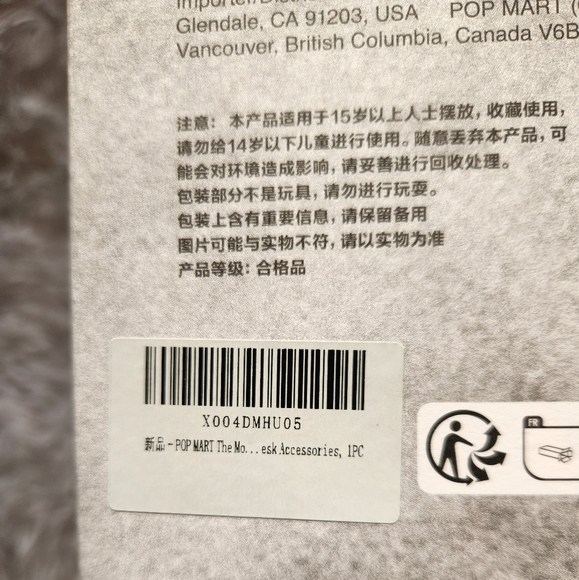 Importer/Dist
Glendale, CA 91203, USA POP MART (
Vancouver, British Columbia, Canada V6B
注意：本产品适用于15岁以上人士摆放，收藏使用，
请勿给14岁以下儿童进行使用。随意丢弃本产品，可
能会对环境造成影响，请妥善进行回收处理。
包装部分不是玩具，请勿进行玩耍。
包装上含有重要信息，请保留备用
图片可能与实物不符，请以实物为准
产品等级：合格品
X004DMHU05
新品 - POP MART The Mo...esk Accessories, 1PC
FR